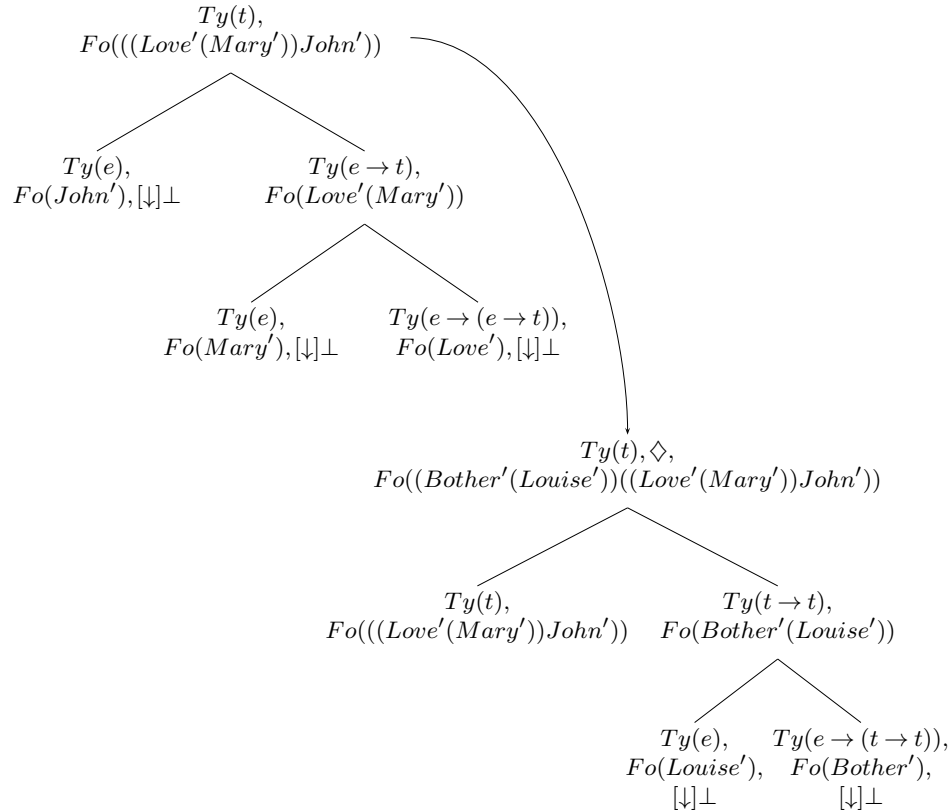 Ty(t),
Fo(((Love′(Mary′))John′))
Ty(e),
Fo(John′), [↓]⊥
Ty(e → t),
Fo(Love′(Mary′))
Ty(e),
Fo(Mary′), [↓]⊥
Ty(e → (e → t)),
Fo(Love′), [↓]⊥
Ty(t), ♢,
Fo((Bother′(Louise′))((Love′(Mary′))John′))
Ty(t),
Fo(((Love′(Mary′))John′))
Ty(t → t),
Fo(Bother′(Louise′))
Ty(e),
Fo(Louise′),
[↓]⊥
Ty(e → (t → t)),
Fo(Bother′),
[↓]⊥